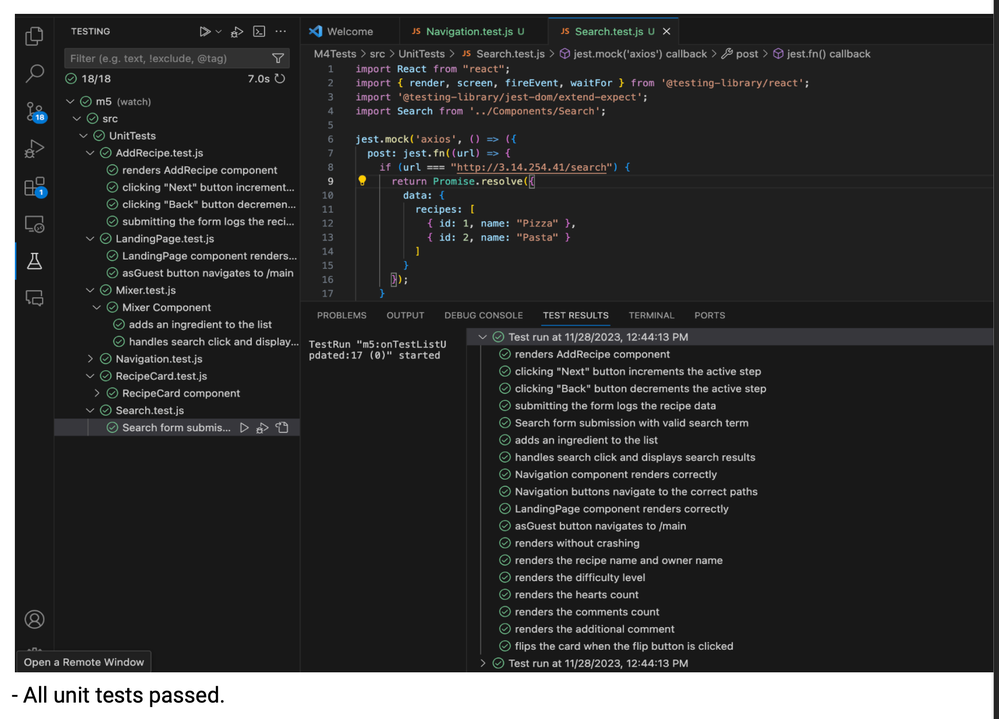 TESTING
Filter (e.g. text, !exclude, @tag)
18/18 7.0s
m5 (watch)
src
UnitTests
AddRecipe.test.js
renders AddRecipe component
clicking "Next" button increment...
clicking "Back" button decremen...
submitting the form logs the reci...
LandingPage.test.js
LandingPage component renders...
asGuest button navigates to /main
Mixer.test.js
Mixer Component
adds an ingredient to the list
handles search click and display...
Navigation.test.js
RecipeCard.test.js
RecipeCard component
Search.test.js
Search form submis...
18
1
Open a Remote Window
Welcome
JS Navigation.test.js U
JS Search.test.js U
M4Tests > src > UnitTests > JS Search.test.js > jest.mock('axios') callback > post > jest.fn() callback
1 import React from "react";
2 import { render, screen, fireEvent, waitFor } from '@testing-library/react';
3 import '@testing-library/jest-dom/extend-expect';
4 import Search from '../Components/Search';
5
6 jest.mock('axios', () => ({
7 post: jest.fn((url) => {
8 if (url === "http://3.14.254.41/search") {
9 return Promise.resolve({
10 data: {
11 recipes: [
12 { id: 1, name: "Pizza" },
13 { id: 2, name: "Pasta" }
14 ]
15 }
16 });
17 }
PROBLEMS OUTPUT DEBUG CONSOLE TEST RESULTS TERMINAL PORTS
TestRun "m5:onTestListU
pdated:17 (0)" started
Test run at 11/28/2023, 12:44:13 PM
renders AddRecipe component
clicking "Next" button increments the active step
clicking "Back" button decrements the active step
submitting the form logs the recipe data
Search form submission with valid search term
adds an ingredient to the list
handles search click and displays search results
Navigation component renders correctly
Navigation buttons navigate to the correct paths
LandingPage component renders correctly
asGuest button navigates to /main
renders without crashing
renders the recipe name and owner name
renders the difficulty level
renders the hearts count
renders the comments count
renders the additional comment
flips the card when the flip button is clicked
Test run at 11/28/2023, 12:44:13 PM
- All unit tests passed.